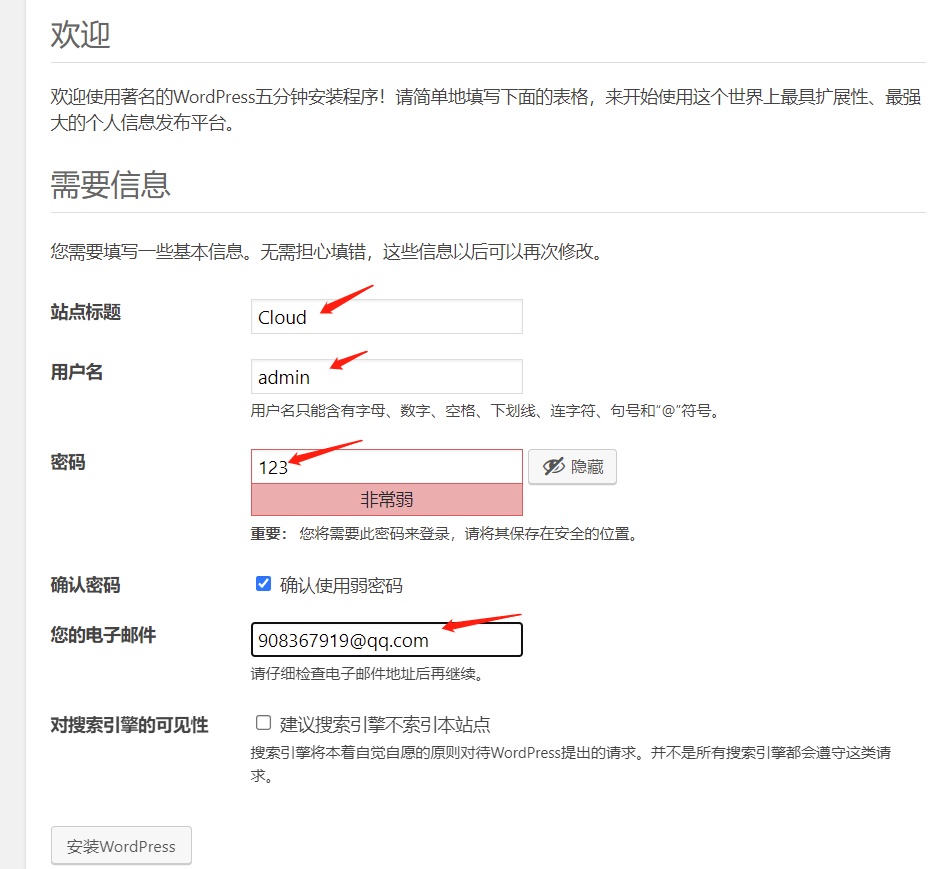 欢迎
欢迎使用著名的WordPress五分钟安装程序！请简单地填写下面的表格，来开始使用这个世界上最具扩展性、最强
大的个人信息发布平台。
需要信息
您需要填写一些基本信息。无需担心填错，这些信息以后可以再次修改。
站点标题
Cloud
用户名
admin
用户名只能含有字母、数字、空格、下划线、连字符、句号和“@”符号。
密码
123
隐藏
非常弱
重要： 您将需要此密码来登录，请将其保存在安全的位置。
确认密码
确认使用弱密码
您的电子邮件
908367919@qq.com
请仔细检查电子邮件地址后再继续。
对搜索引擎的可见性
建议搜索引擎不索引本站点
搜索引擎将本着自觉自愿的原则对待WordPress提出的请求。并不是所有搜索引擎都会遵守这类请
求。
安装WordPress